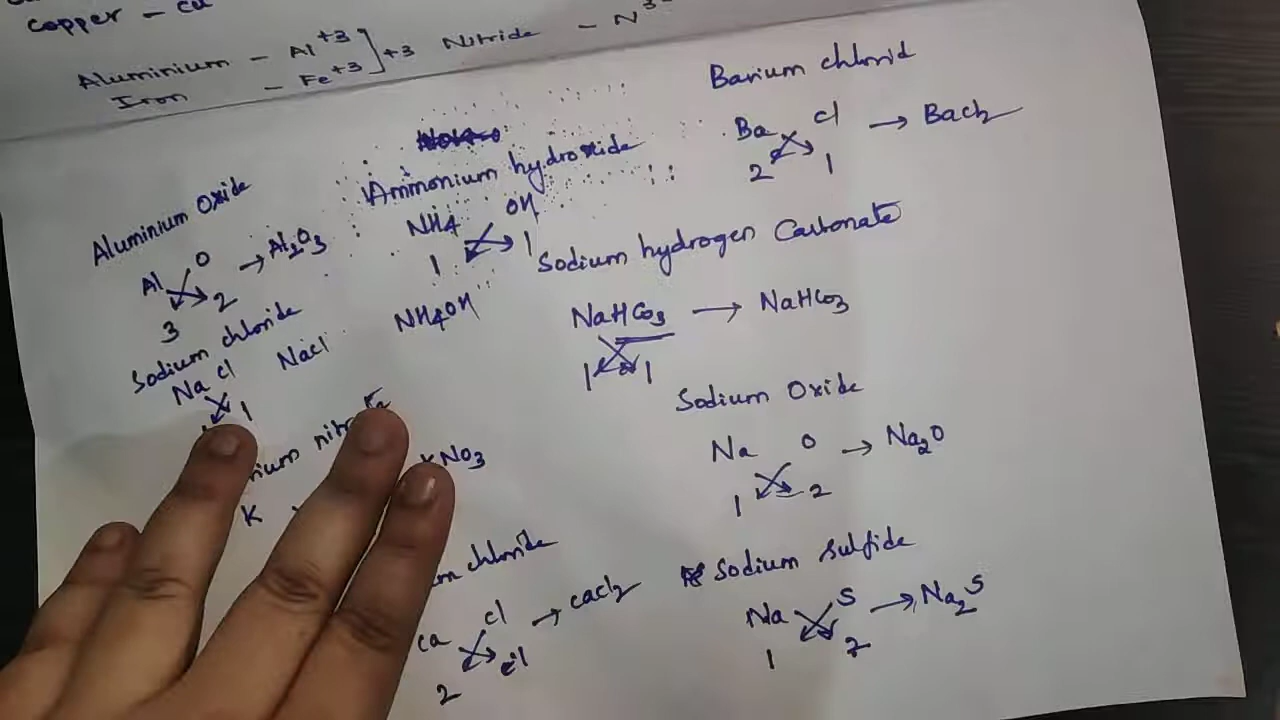 Copper - Cu
Aluminium - Al+3 ] +3 Nitride - N3-
Iron - Fe+3
Barium chlorid
Ba Cl → BaCl2
2 1
Ammonium hydroxide
NH4 OH
1 1
NH4OH
Aluminium Oxide
Al O → Al2O3
3 2
Sodium hydrogen Carbonate
NaHCO3 → NaHCO3
1 1
Sodium chloride
Na Cl NaCl
1
Sodium Oxide
Na O → Na2O
1 2
NO3
K
chloride
Ca Cl → CaCl2
2 1
Sodium sulfide
Na S → Na2S
1 2